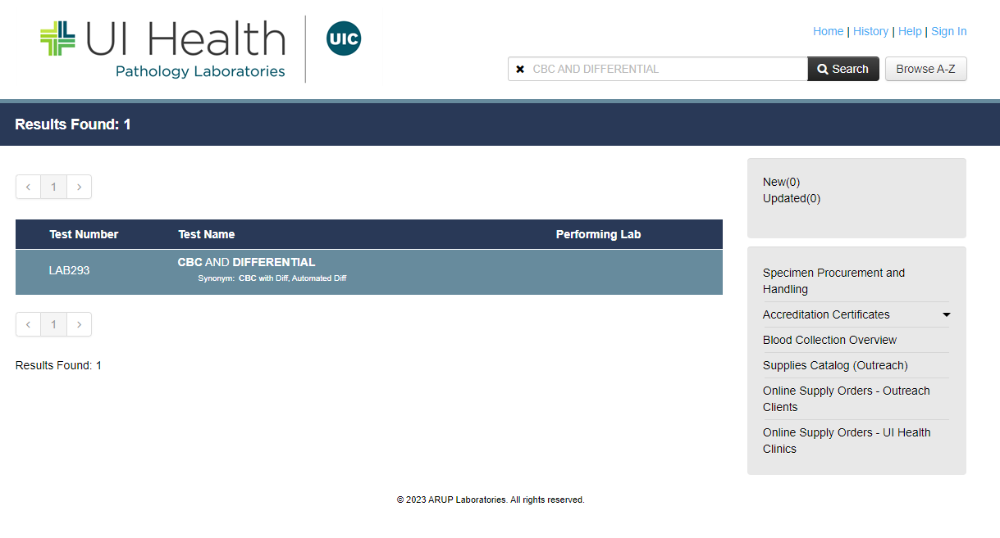 UI Health
Pathology Laboratories
UIC
Home | History | Help | Sign In
✖ CBC AND DIFFERENTIAL
Search
Browse A-Z
Results Found: 1
‹ 1 ›
Test Number Test Name Performing Lab
LAB293 CBC AND DIFFERENTIAL
Synonym: CBC with Diff, Automated Diff
‹ 1 ›
Results Found: 1
New(0)
Updated(0)
Specimen Procurement and
Handling
Accreditation Certificates
Blood Collection Overview
Supplies Catalog (Outreach)
Online Supply Orders - Outreach
Clients
Online Supply Orders - UI Health
Clinics
© 2023 ARUP Laboratories. All rights reserved.